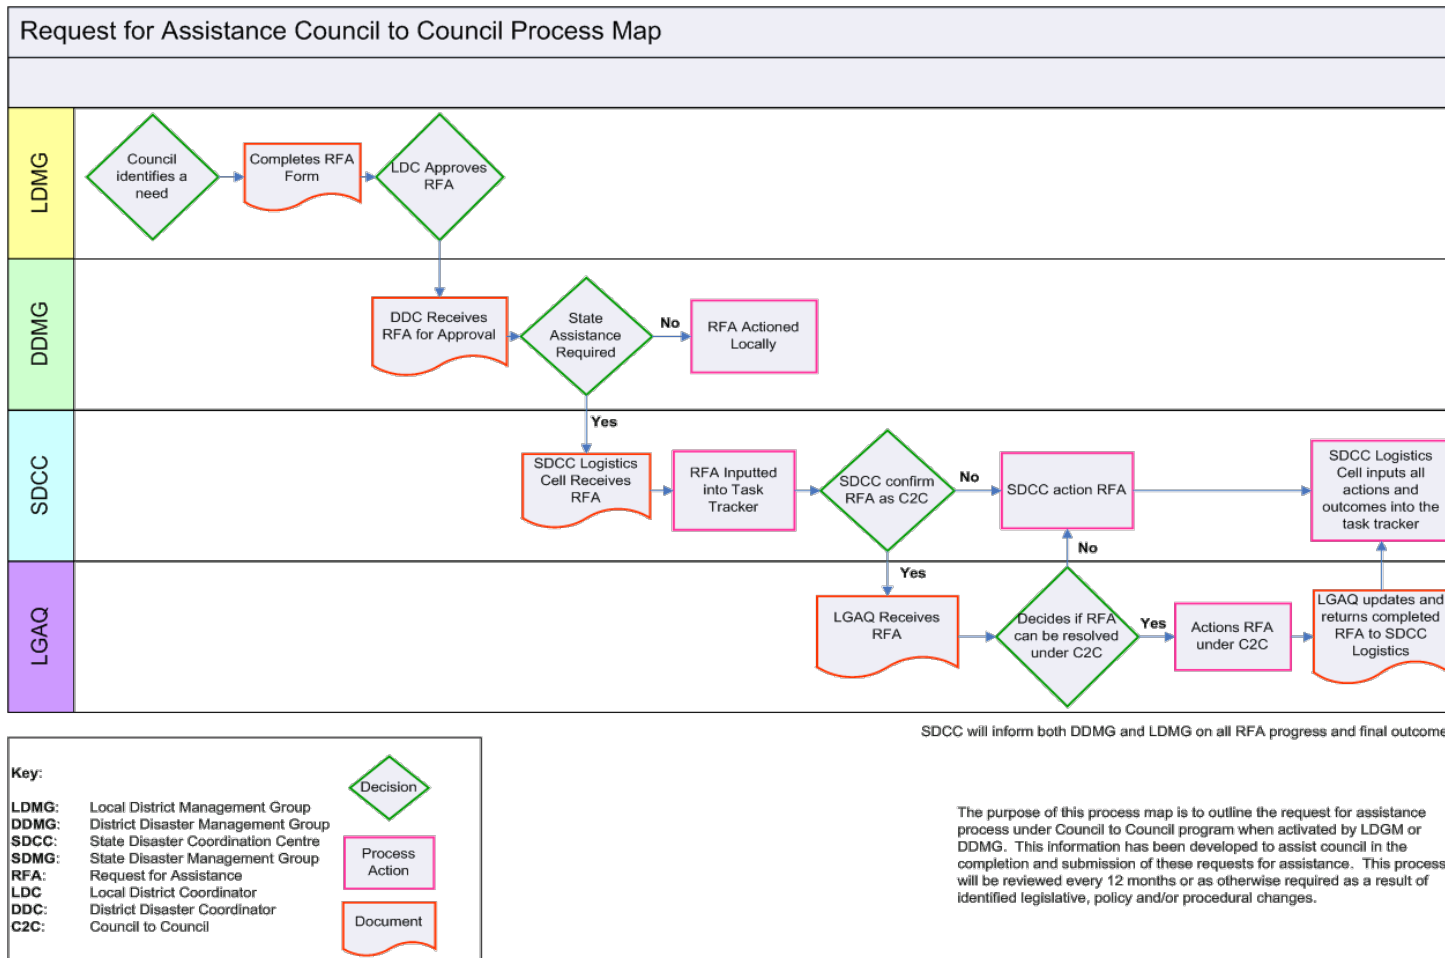 Request for Assistance Council to Council Process Map
LDMG
Council
identifies a
need
Completes RFA
Form
LDC Approves
RFA
DDMG
DDC Receives
RFA for Approval
State
Assistance
Required
No
RFA Actioned
Locally
Yes
SDCC
SDCC Logistics
Cell Receives
RFA
RFA Inputted
into Task
Tracker
SDCC confirm
RFA as C2C
No
SDCC action RFA
SDCC Logistics
Cell inputs all
actions and
outcomes into the
task tracker
No
Yes
LGAQ
LGAQ Receives
RFA
Decides if RFA
can be resolved
under C2C
Yes
Actions RFA
under C2C
LGAQ updates and
returns completed
RFA to SDCC
Logistics
SDCC will inform both DDMG and LDMG on all RFA progress and final outcome
Key:
LDMG: Local District Management Group
DDMG: District Disaster Management Group
SDCC: State Disaster Coordination Centre
SDMG: State Disaster Management Group
RFA: Request for Assistance
LDC Local District Coordinator
DDC: District Disaster Coordinator
C2C: Council to Council
Decision
Process
Action
Document
The purpose of this process map is to outline the request for assistance
process under Council to Council program when activated by LDGM or
DDMG. This information has been developed to assist council in the
completion and submission of these requests for assistance. This process
will be reviewed every 12 months or as otherwise required as a result of
identified legislative, policy and/or procedural changes.